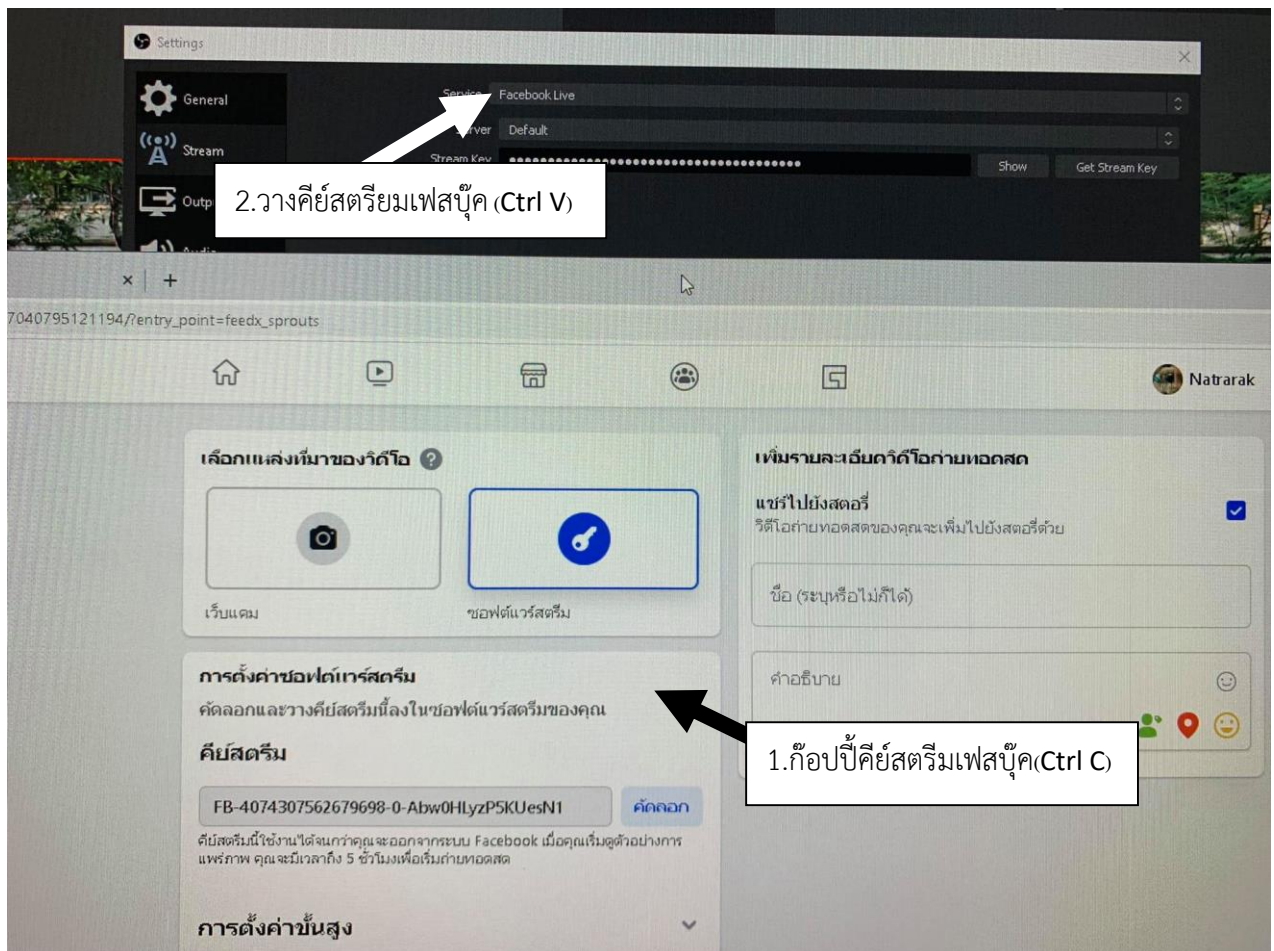 Settings
General
Service
Facebook Live
Server
Default
Stream
Stream Key
Show
Get Stream Key
2.วางคีย์สตรียมเฟสบุ๊ค (Ctrl V)
Outp
Audio
7040795121194/?entry_point=feedx_sprouts
Natrarak
เลือกแหล่งที่มาของวิดีโอ
เว็บแคม
ซอฟต์แวร์สตรีม
เพิ่มรายละเอียดวิดีโอถ่ายทอดสด
แชร์ไปยังสตอรี่
วิดีโอถ่ายทอดสดของคุณจะเพิ่มไปยังสตอรี่ด้วย
ชื่อ (ระบุหรือไม่ก็ได้)
คำอธิบาย
การตั้งค่าซอฟต์แวร์สตรีม
คัดลอกและวางคีย์สตรีมนี้ลงในซอฟต์แวร์สตรีมของคุณ
1.ก๊อปปี้คีย์สตรีมเฟสบุ๊ค(Ctrl C)
คีย์สตรีม
FB-4074307562679698-0-Abw0HLyzP5KUesN1
คัดลอก
คีย์สตรีมนี้ใช้งานได้จนกว่าคุณจะออกจากระบบ Facebook เมื่อคุณเริ่มดูตัวอย่างการ
แพร่ภาพ คุณจะมีเวลาถึง 5 ชั่วโมงเพื่อเริ่มถ่ายทอดสด
การตั้งค่าขั้นสูง